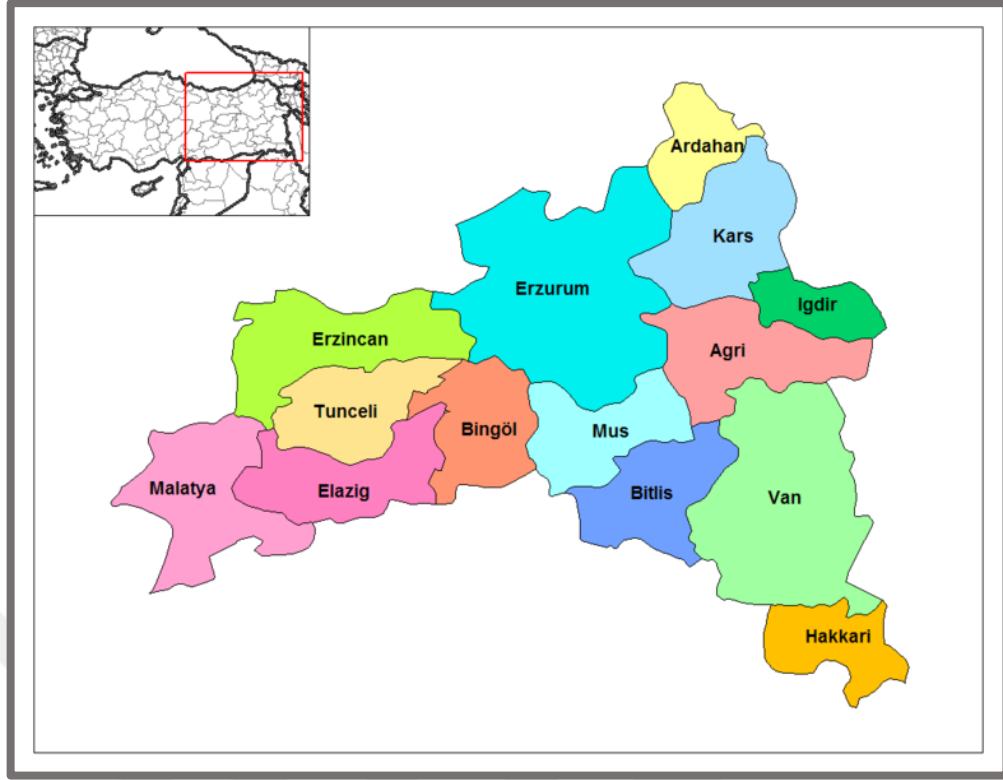 Ardahan
Kars
Erzurum
Igdir
Erzincan
Agri
Tunceli
Bingöl
Mus
Malatya
Elazig
Bitlis
Van
Hakkari